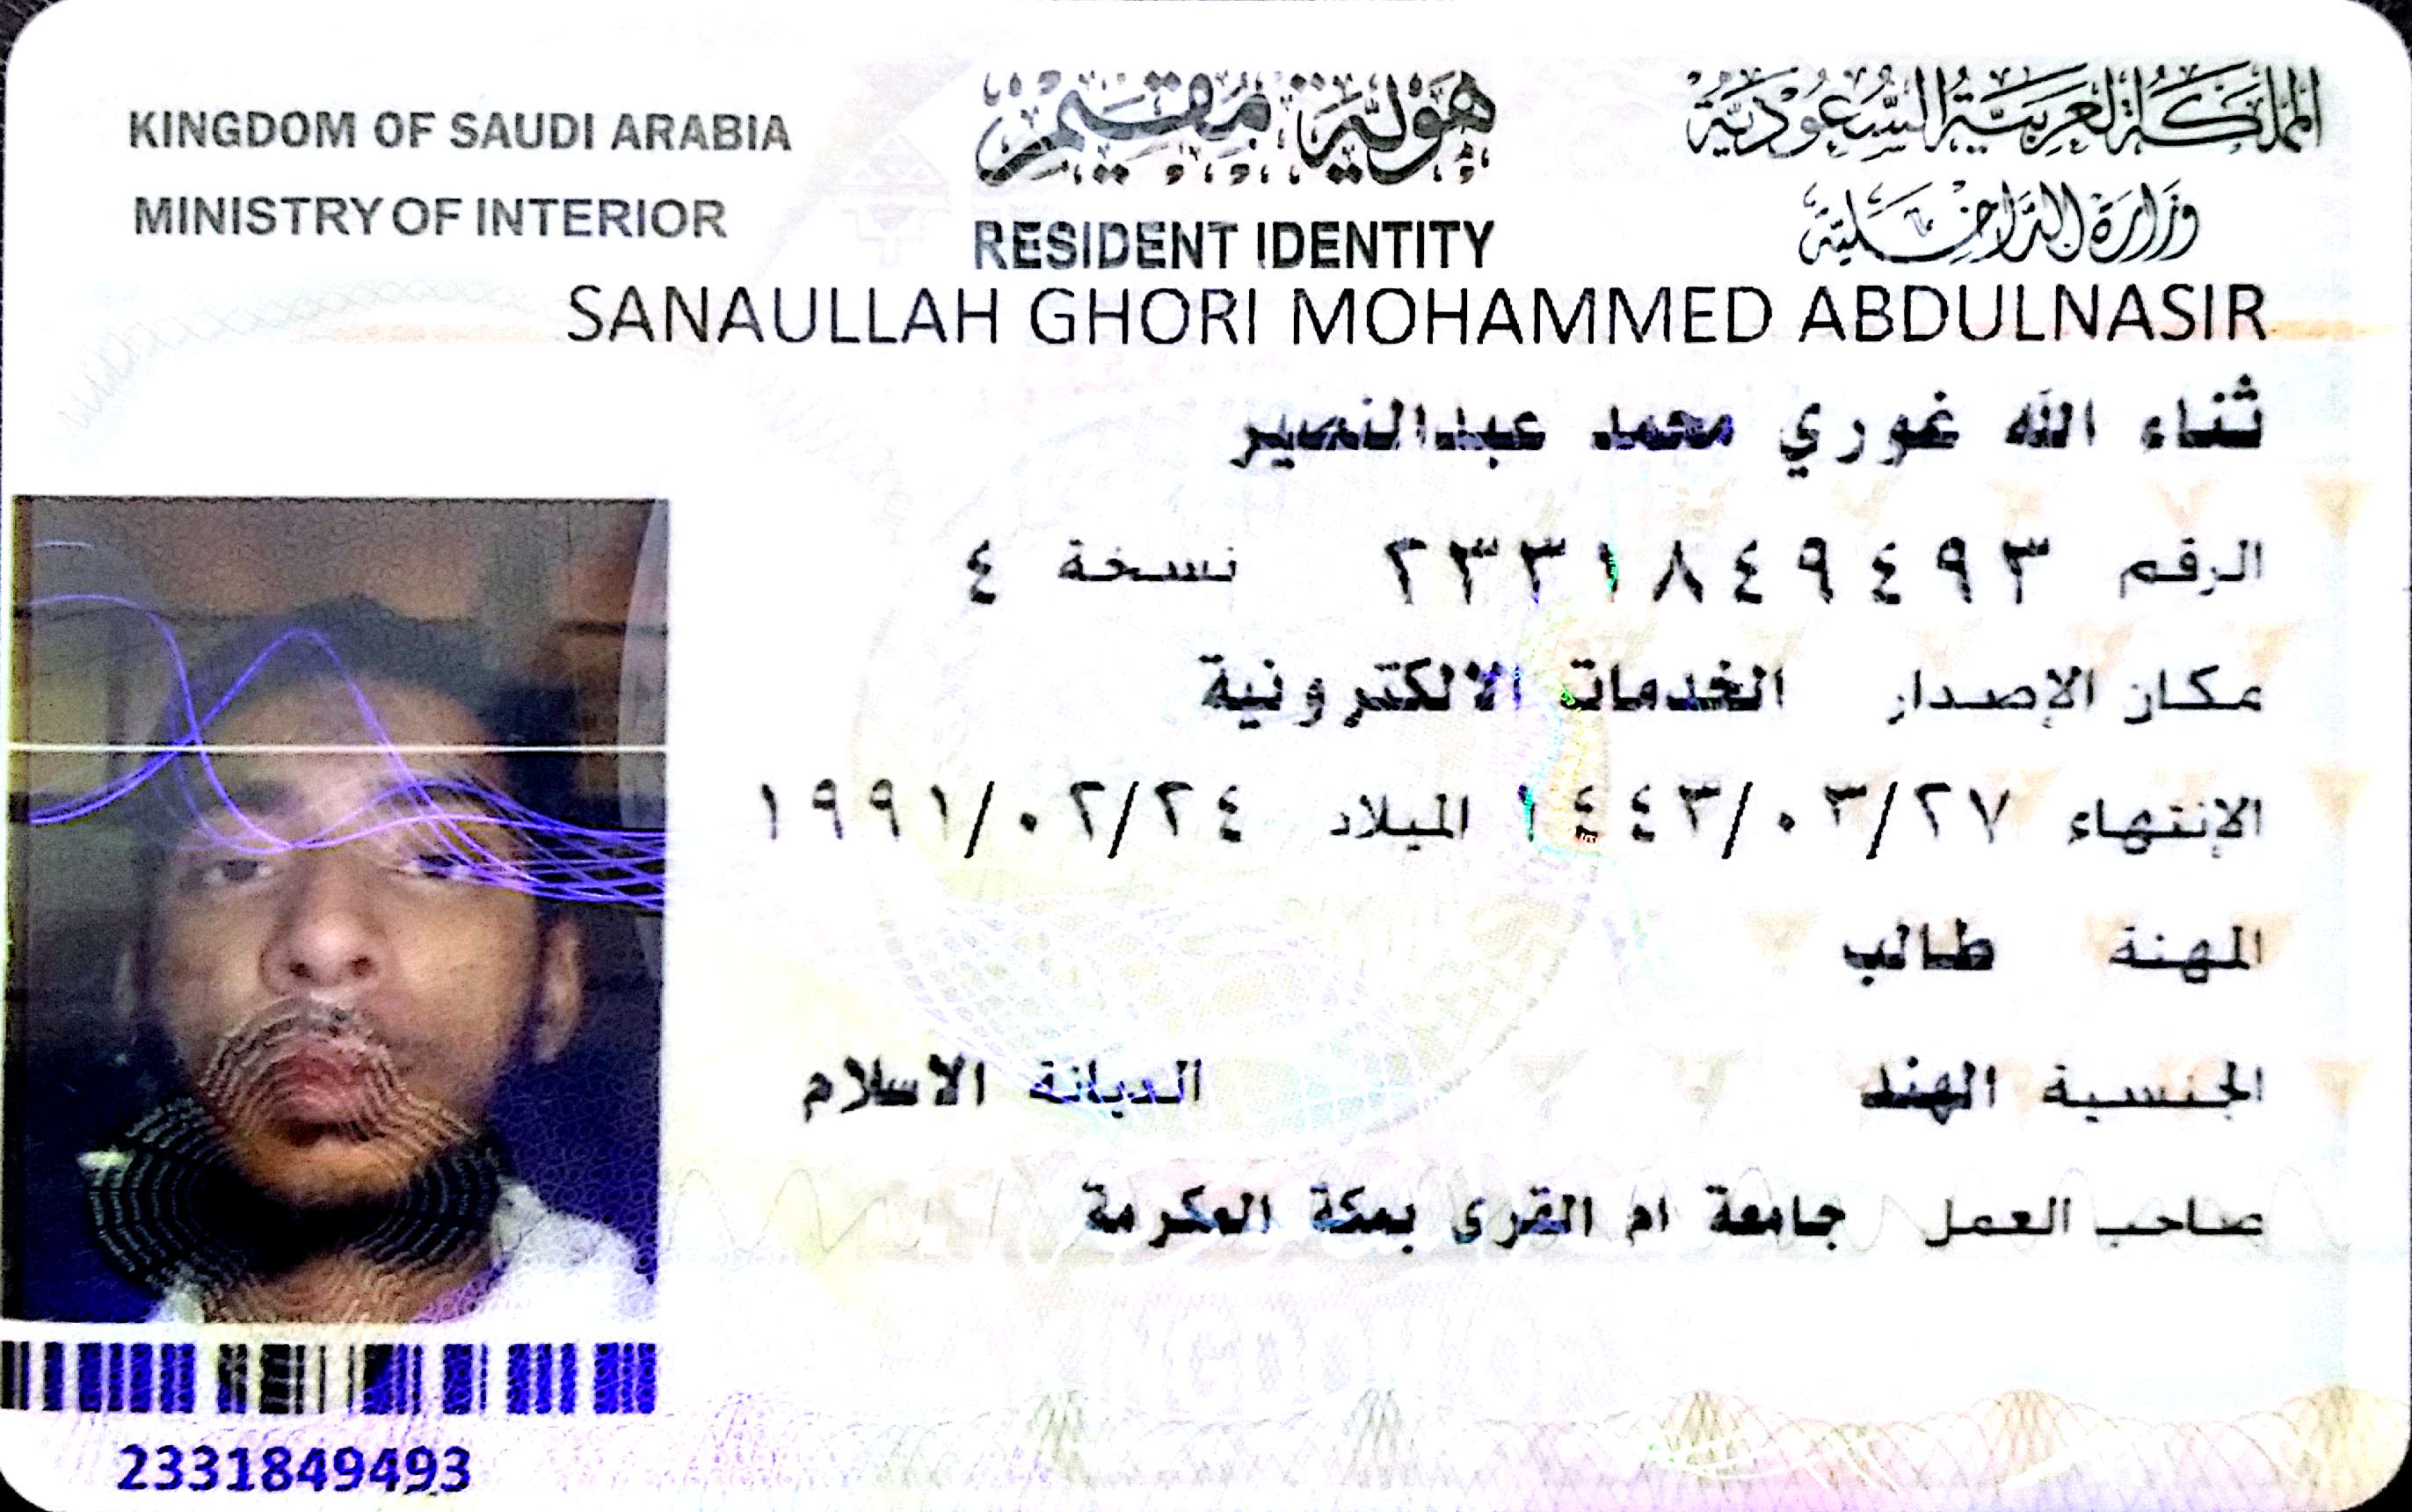 KINGDOM OF SAUDI ARABIA
MINISTRY OF INTERIOR
هوية مقيم
RESIDENT IDENTITY
المملكة العربية السعودية
وزارة الداخلية
SANAULLAH GHORI MOHAMMED ABDULNASIR
ثناء الله غوري محمد عبدالنصير
الرقم ٢٣٣١٨٤٩٤٩٣ نسخة ٤
مكان الإصدار الخدمات الالكترونية
الإنتهاء ١٤٤٣/٠٣/٢٧ الميلاد ١٩٩١/٠٢/٢٤
المهنة طالب
الجنسية الهند الديانة الاسلام
صاحب العمل جامعة ام القرى بمكة المكرمة
2331849493